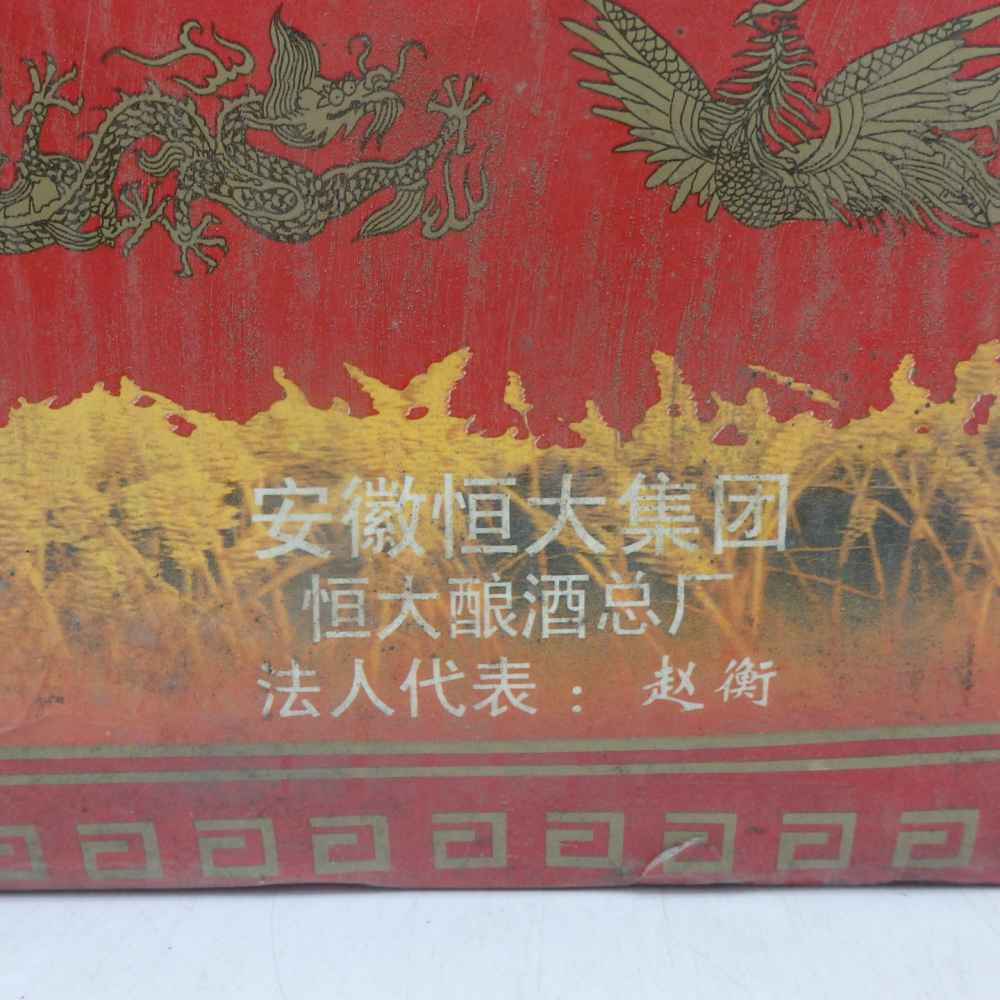 安徽恒大集团
恒大酿酒总厂
法人代表：赵衡